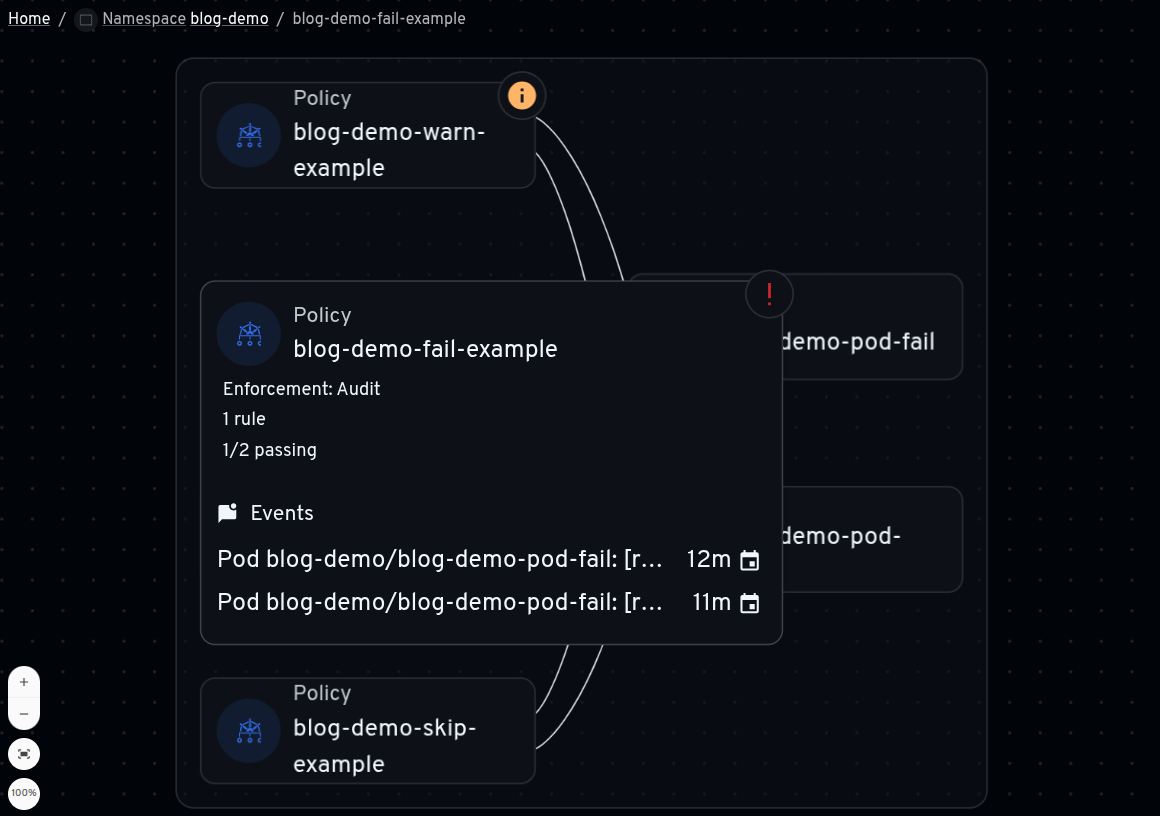 Home / Namespace blog-demo / blog-demo-fail-example
Policy
blog-demo-warn-
example
Policy
blog-demo-fail-example
Enforcement: Audit
1 rule
1/2 passing
Events
Pod blog-demo/blog-demo-pod-fail: [r... 12m
Pod blog-demo/blog-demo-pod-fail: [r... 11m
demo-pod-fail
demo-pod-
Policy
blog-demo-skip-
example
100%